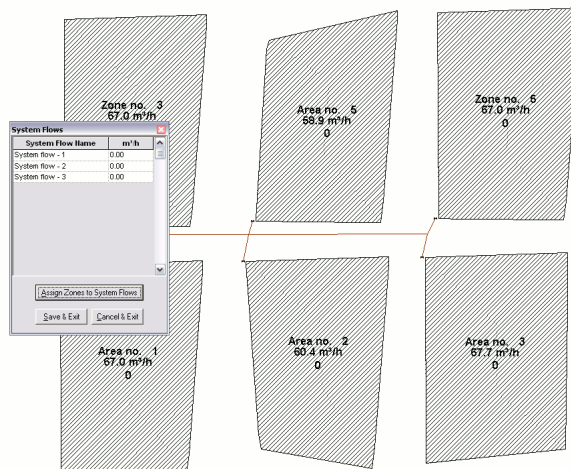 Zone no. 3
67.0 m³/h
Area no. 5
68.9 m³/h
0
Zone no. 6
67.0 m³/h
0
System Flows
System Flow Name m³/h
System flow - 1 0.00
System flow - 2 0.00
System flow - 3 0.00
Assign Zones to System Flows
Save & Exit Cancel & Exit
Area no. 1
67.0 m³/h
0
Area no. 2
60.4 m³/h
0
Area no. 3
67.7 m³/h
0